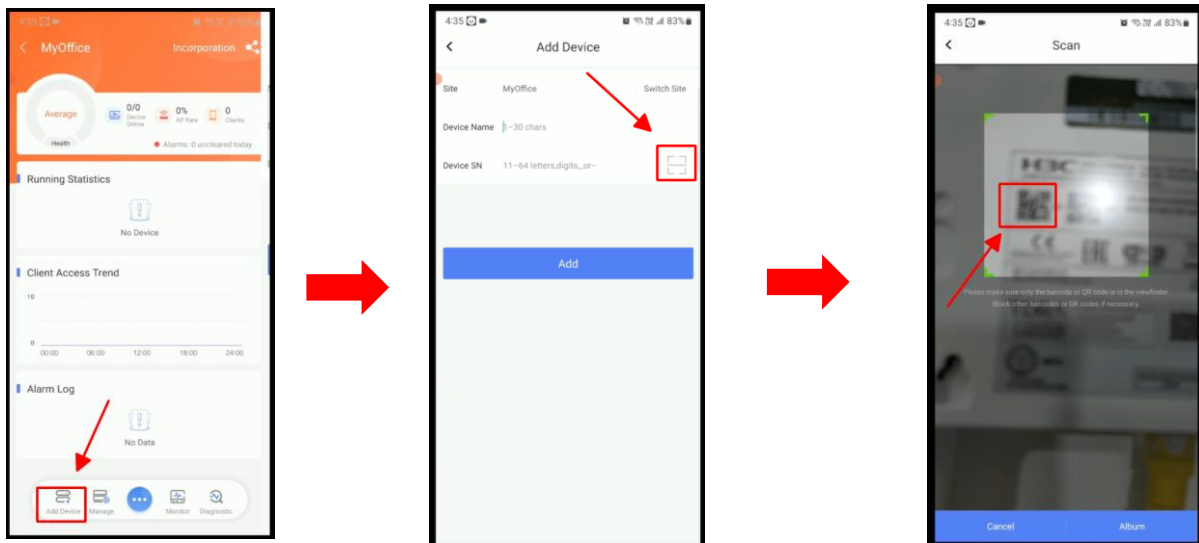 4:35
MyOffice Incorporation
Average
Health
0/0
Device
Online
0%
AP Rate
0
Clients
Alarms: 0 uncleared today
Running Statistics
No Device
Client Access Trend
10
0
00:00 06:00 12:00 18:00 24:00
Alarm Log
No Data
Add Device Manage Monitor Diagnostic
4:35 83%
Add Device
Site MyOffice Switch Site
Device Name 1-30 chars
Device SN 11-64 letters,digits,_or-
Add
4:35 83%
Scan
H3C
CE EAC
Please make sure only the barcode or QR code is in the viewfinder.
Block other barcodes or QR codes if necessary.
Cancel Album